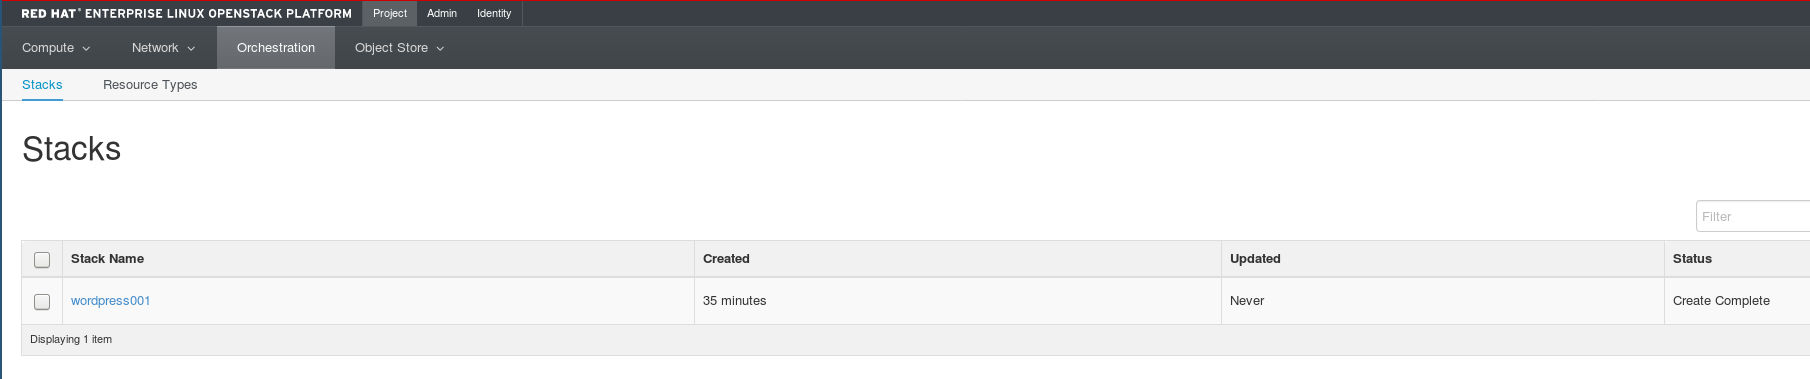 RED HAT® ENTERPRISE LINUX OPENSTACK PLATFORM Project Admin Identity
Compute Network Orchestration Object Store
Stacks Resource Types
Stacks
Filter
Stack Name Created Updated Status
wordpress001 35 minutes Never Create Complete
Displaying 1 item